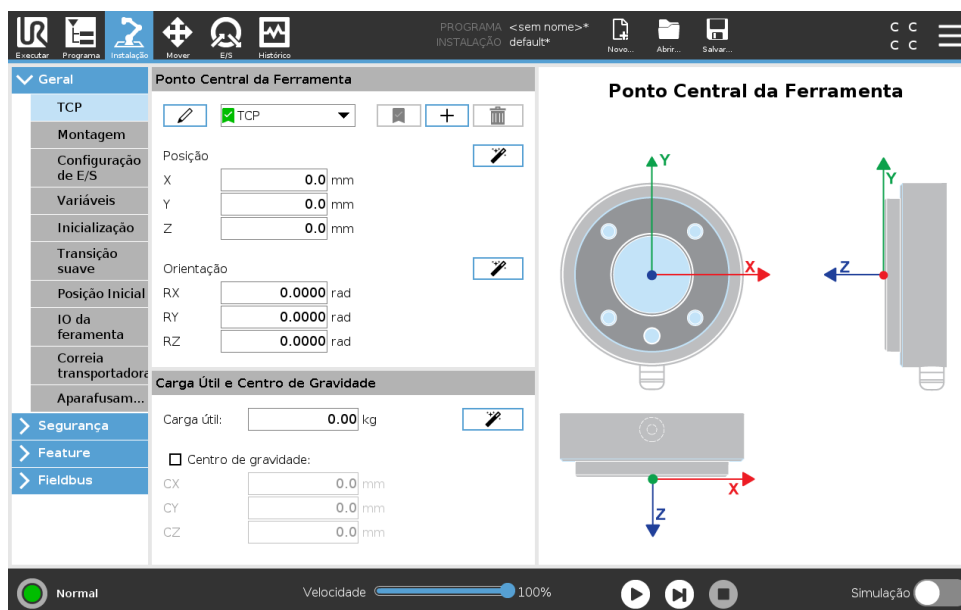 UR
PROGRAMA <sem nome>*
INSTALAÇÃO default*
Executar
Programa
Instalação
Mover
E/S
Histórico
Novo...
Abrir...
Salvar...
C C
C C
Geral
TCP
Montagem
Configuração
de E/S
Variáveis
Inicialização
Transição
suave
Posição Inicial
IO da
feramenta
Correia
transportadora
Aparafusam...
Segurança
Feature
Fieldbus
Ponto Central da Ferramenta
TCP
Posição
X 0.0 mm
Y 0.0 mm
Z 0.0 mm
Orientação
RX 0.0000 rad
RY 0.0000 rad
RZ 0.0000 rad
Carga Útil e Centro de Gravidade
Carga útil: 0.00 kg
Centro de gravidade:
CX 0.0 mm
CY 0.0 mm
CZ 0.0 mm
Ponto Central da Ferramenta
Y
X
Y
Z
X
Z
Normal
Velocidade 100%
Simulação